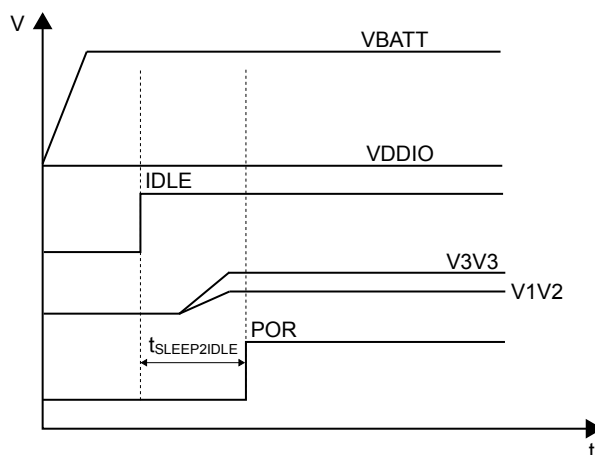 V
VBATT
VDDIO
IDLE
V3V3
V1V2
POR
tSLEEP2IDLE
t